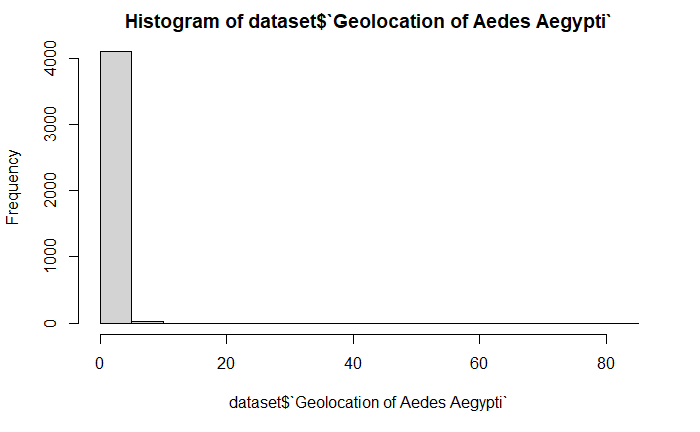 Histogram of dataset$`Geolocation of Aedes Aegypti`
Frequency
4000
3000
2000
1000
0
0 20 40 60 80
dataset$`Geolocation of Aedes Aegypti`